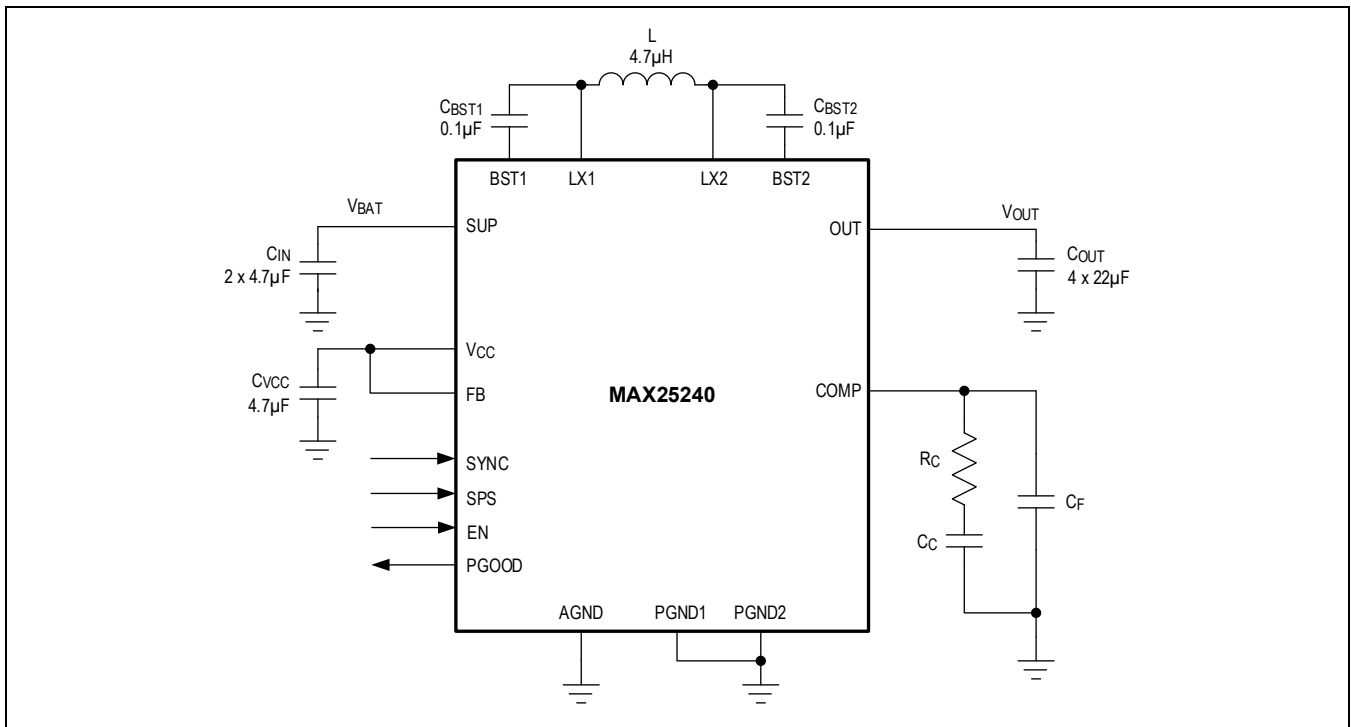 L
4.7µH
CBST1
0.1µF
CBST2
0.1µF
BST1 LX1 LX2 BST2
VBAT
SUP
OUT
VOUT
CIN
2 x 4.7µF
COUT
4 x 22µF
VCC
FB
CVCC
4.7µF
MAX25240
COMP
SYNC
SPS
EN
PGOOD
RC
CC
CF
AGND PGND1 PGND2